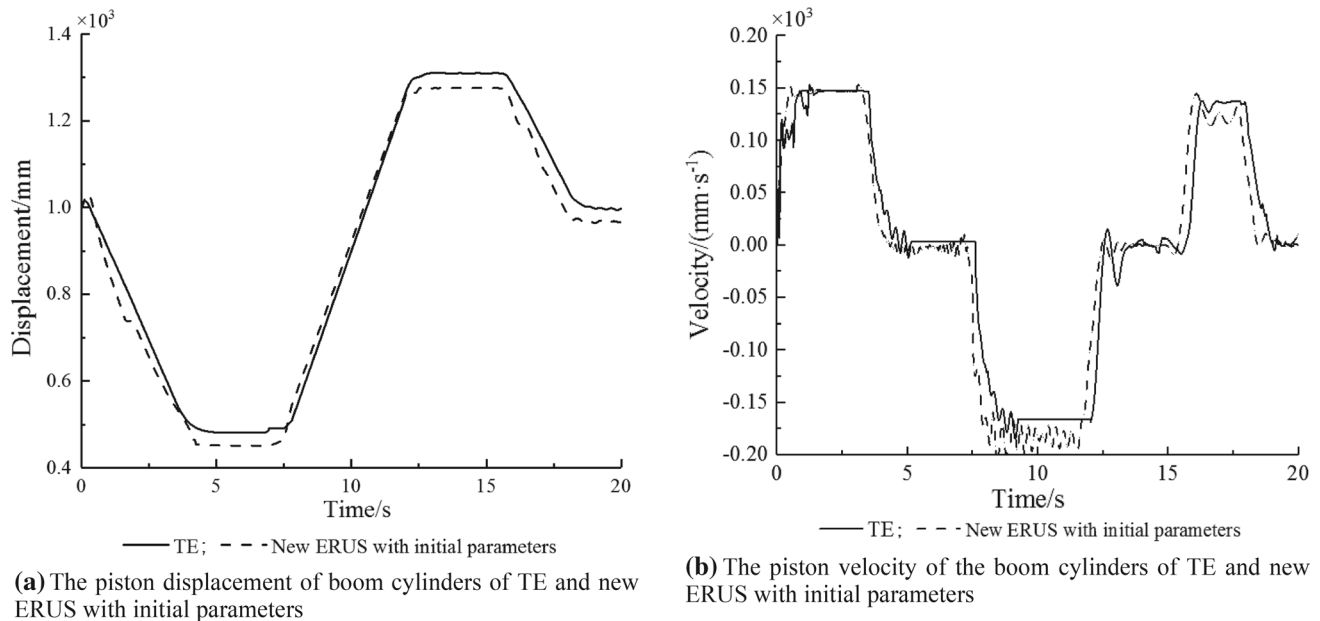 ×10³
1.4
1.2
1.0
0.8
0.6
0.4
Displacement/mm
0
5
10
15
20
Time/s
TE; New ERUS with initial parameters
(a) The piston displacement of boom cylinders of TE and new
ERUS with initial parameters
×10³
0.20
0.15
0.10
0.05
0.00
-0.05
-0.10
-0.15
-0.20
Velocity/(mm·s⁻¹)
0
5
10
15
20
Time/s
TE; New ERUS with initial parameters
(b) The piston velocity of the boom cylinders of TE and new
ERUS with initial parameters